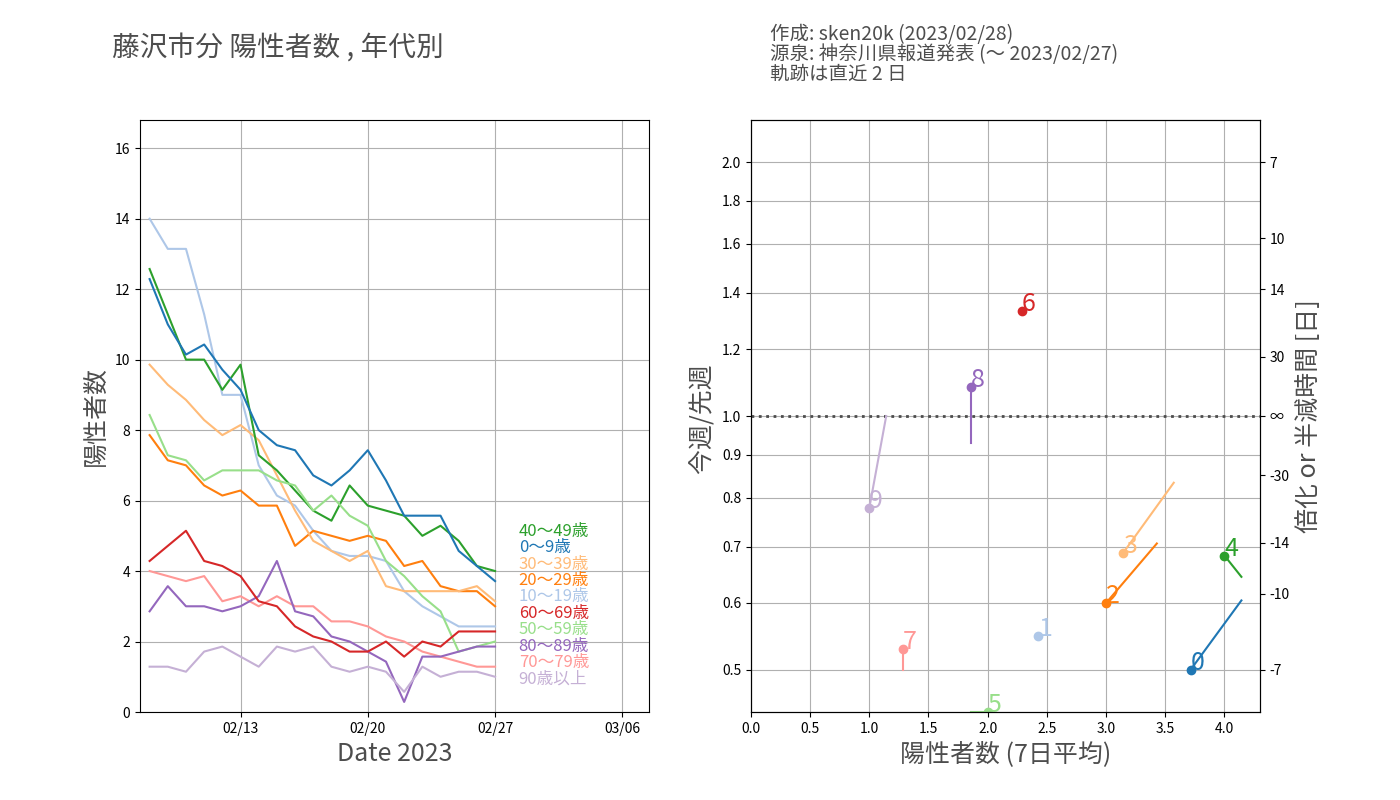 藤沢市分 陽性者数 , 年代別
作成: sken20k (2023/02/28)
源泉: 神奈川県報道発表 (〜 2023/02/27)
軌跡は直近 2 日
陽性者数
16
14
12
10
8
6
4
2
0
02/13
02/20
02/27
03/06
Date 2023
40〜49歳
0〜9歳
30〜39歳
20〜29歳
10〜19歳
60〜69歳
50〜59歳
80〜89歳
70〜79歳
90歳以上
今週/先週
2.0
1.8
1.6
1.4
1.2
1.0
0.9
0.8
0.7
0.6
0.5
6
8
9
3
4
2
1
7
0
5
0.0
0.5
1.0
1.5
2.0
2.5
3.0
3.5
4.0
陽性者数 (7日平均)
7
10
14
30
∞
-30
-14
-10
-7
倍化 or 半減時間 [日]